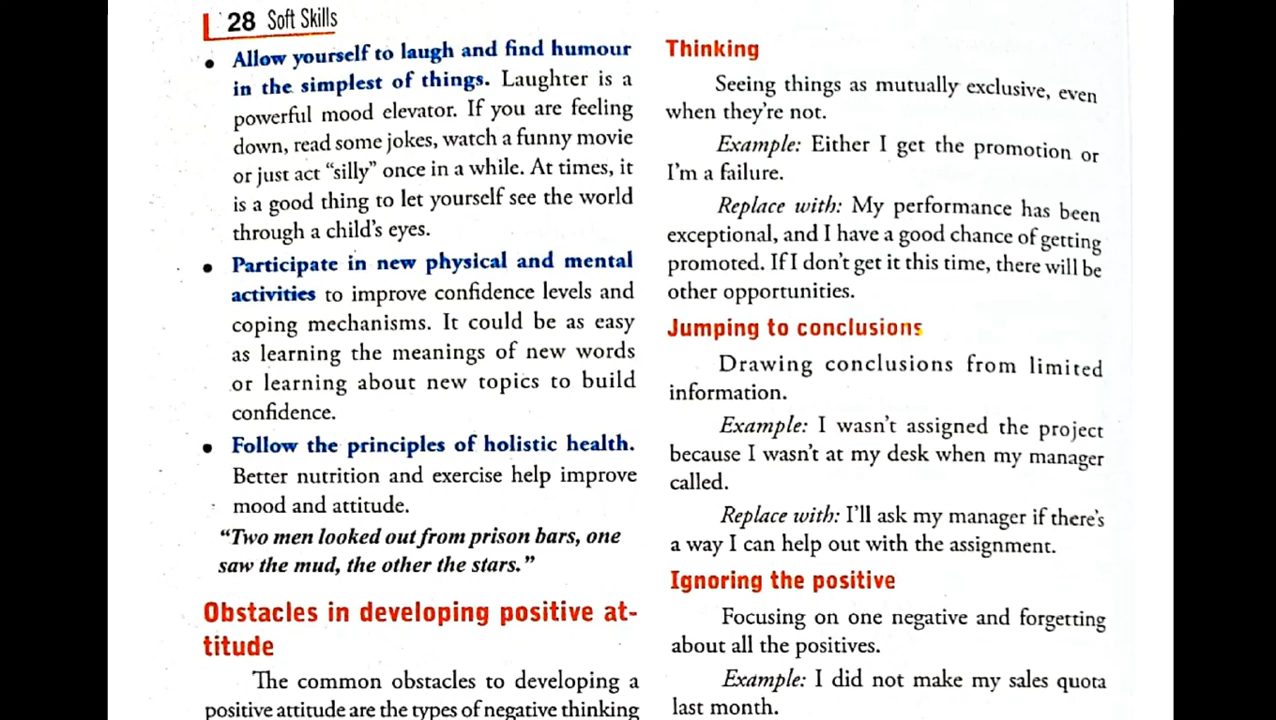 28 Soft Skills
• Allow yourself to laugh and find humour
in the simplest of things. Laughter is a
powerful mood elevator. If you are feeling
down, read some jokes, watch a funny movie
or just act “silly” once in a while. At times, it
is a good thing to let yourself see the world
through a child’s eyes.
• Participate in new physical and mental
activities to improve confidence levels and
coping mechanisms. It could be as easy
as learning the meanings of new words
or learning about new topics to build
confidence.
• Follow the principles of holistic health.
Better nutrition and exercise help improve
mood and attitude.
“Two men looked out from prison bars, one
saw the mud, the other the stars.”
Obstacles in developing positive at-
titude
The common obstacles to developing a
positive attitude are the types of negative thinking
Thinking
Seeing things as mutually exclusive, even
when they’re not.
Example: Either I get the promotion or
I’m a failure.
Replace with: My performance has been
exceptional, and I have a good chance of getting
promoted. If I don’t get it this time, there will be
other opportunities.
Jumping to conclusions
Drawing conclusions from limited
information.
Example: I wasn’t assigned the project
because I wasn’t at my desk when my manager
called.
Replace with: I’ll ask my manager if there’s
a way I can help out with the assignment.
Ignoring the positive
Focusing on one negative and forgetting
about all the positives.
Example: I did not make my sales quota
last month.